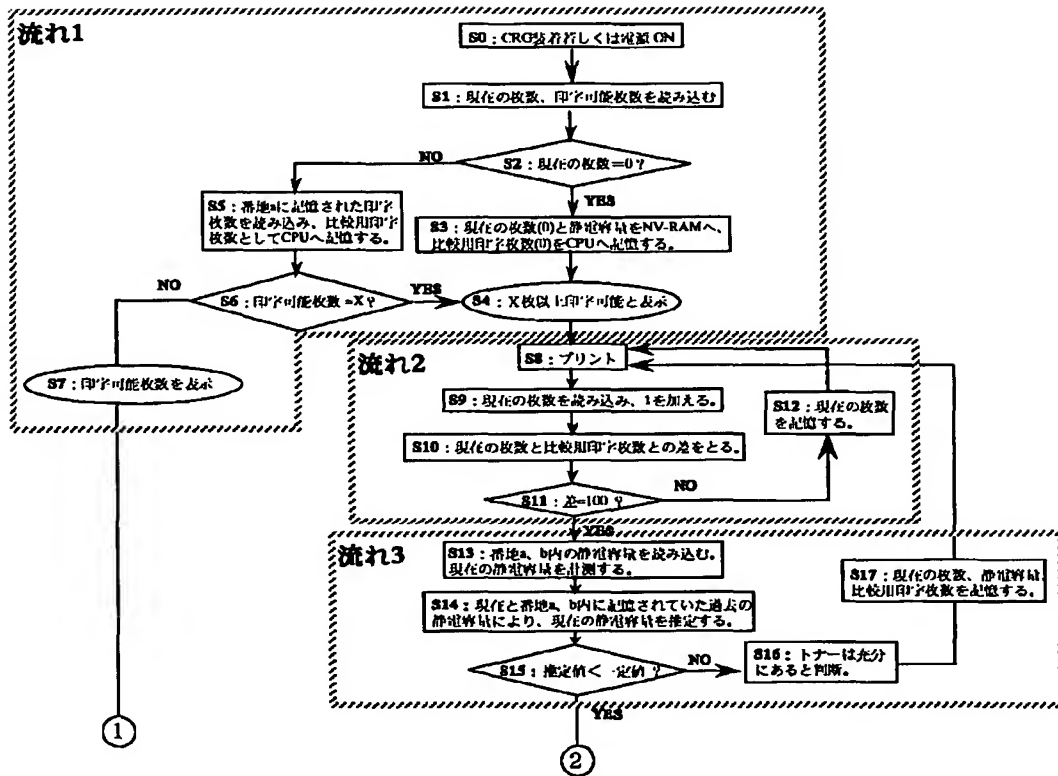 流れ1
S0：CRG装着若しくは電源 ON
S1：現在の枚数、印字可能枚数を読み込む
NO
S2：現在の枚数=0？
YES
S5：番地aに記憶された印字
枚数を読み込み、比較用印字
枚数としてCPUへ記憶する。
S3：現在の枚数(0)と静電容量をNV-RAMへ、
比較用印字枚数(0)をCPUへ記憶する。
NO
S6：印字可能枚数=X？
YES
S4：X枚以上印字可能と表示
流れ2
S8：プリント
S7：印字可能枚数を表示
S9：現在の枚数を読み込み、1を加える。
S12：現在の枚数
を記憶する。
S10：現在の枚数と比較用印字枚数との差をとる。
S11：差=100？
NO
YES
流れ3
S13：番地a、b内の静電容量を読み込む。
現在の静電容量を計測する。
S17：現在の枚数、静電容量、
比較用印字枚数を記憶する。
S14：現在と番地a、b内に記憶されていた過去の
静電容量により、現在の静電容量を推定する。
S15：推定値< 一定値？
NO
S16：トナーは充分
にあると判断。
YES
1
2